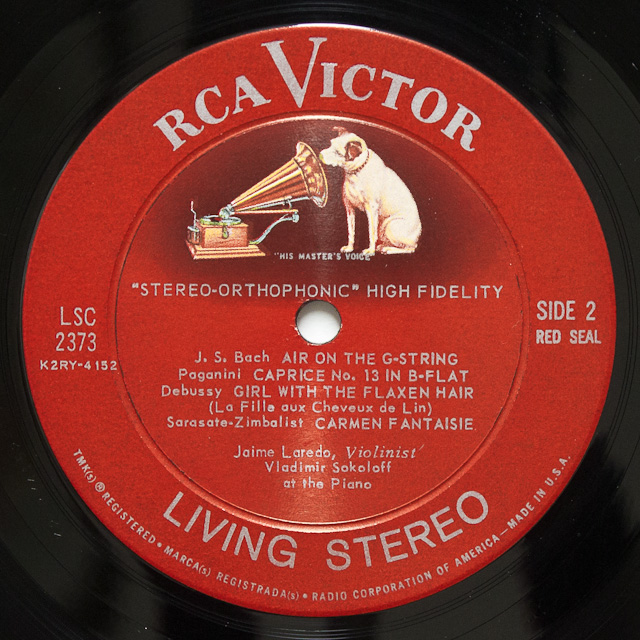 RCA VICTOR
"HIS MASTER'S VOICE"
"STEREO-ORTHOPHONIC" HIGH FIDELITY
LSC
2373
K2RY-4152
SIDE 2
RED SEAL
J. S. Bach AIR ON THE G-STRING
Paganini CAPRICE No. 13 IN B-FLAT
Debussy GIRL WITH THE FLAXEN HAIR
(La Fille aux Cheveux de Lin)
Sarasate-Zimbalist CARMEN FANTAISIE
Jaime Laredo, Violinist
Vladimir Sokoloff
at the Piano
LIVING STEREO
TMK(s) ® REGISTERED • MARCA(s) REGISTRADA(s) • RADIO CORPORATION OF AMERICA—MADE IN U.S.A.